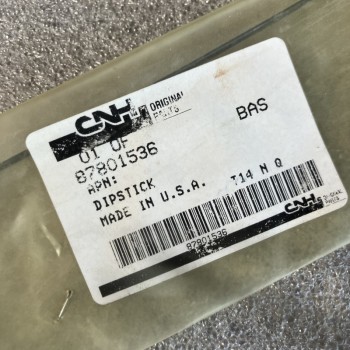 CNH ORIGINAL PARTS
01 OF BAS
87801536
APN:
DIPSTICK
MADE IN U.S.A. T14 N Q
87801536
CNH